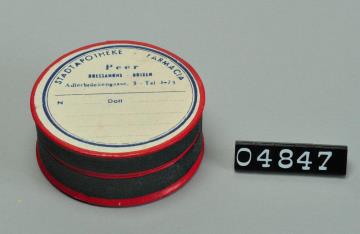 STADTAPOTHEKE · FARMACIA
Peer
BRESSANONE - BRIXEN
Adlerbrückengasse, 3 - Tel
N.
Dott
04847